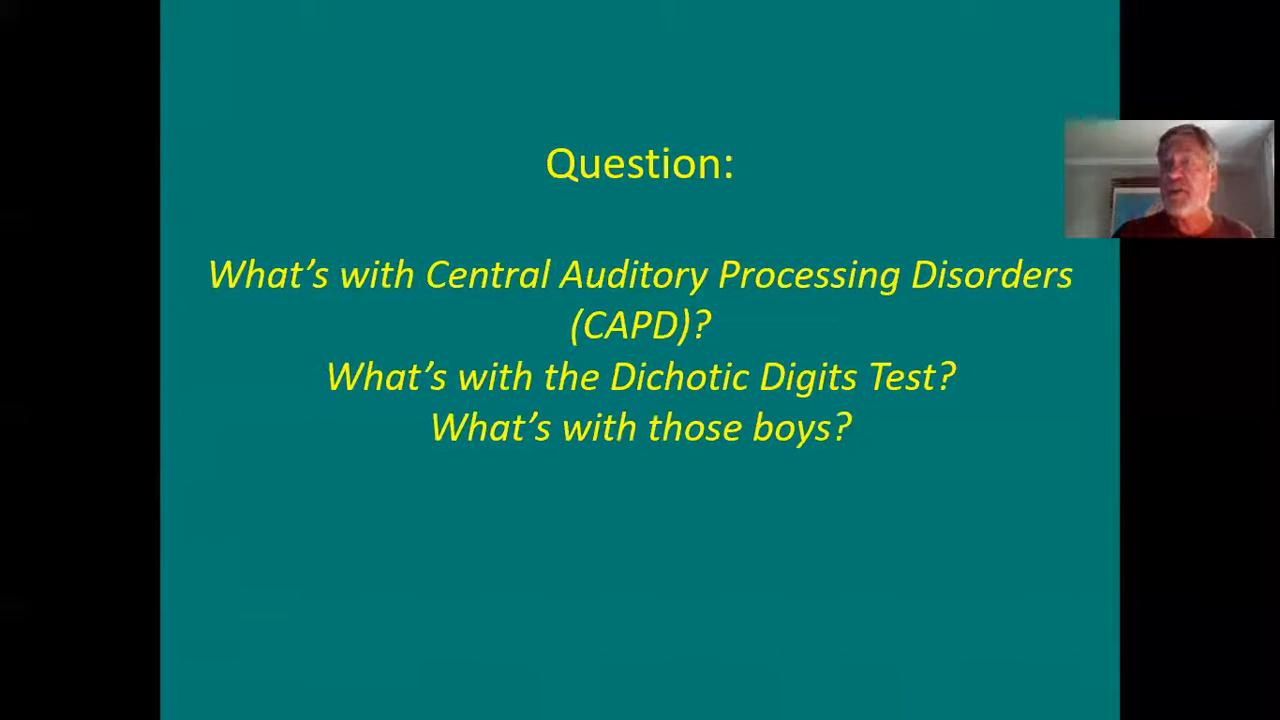 Question:
What’s with Central Auditory Processing Disorders
(CAPD)?
What’s with the Dichotic Digits Test?
What’s with those boys?